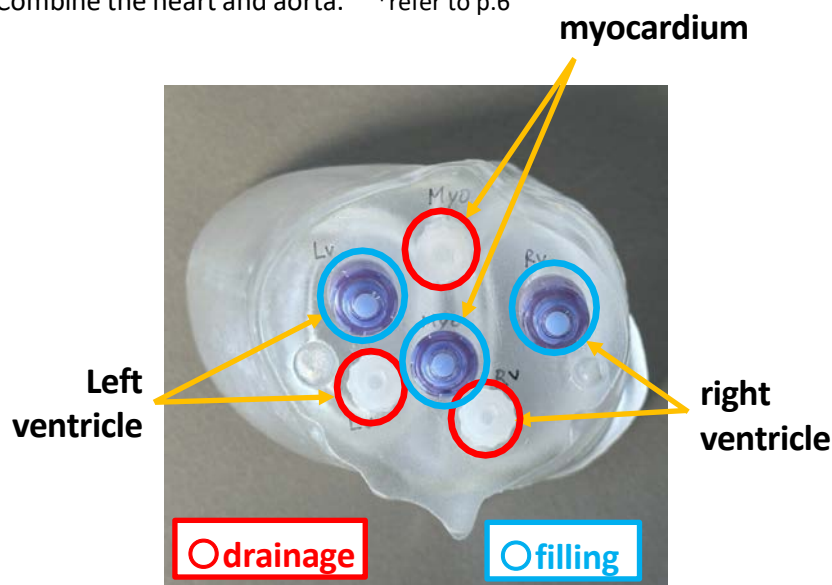 Combine the heart and aorta. *refer to p.6
myocardium
Myo
Lv
Rv
Myo
RV
Left
ventricle
right
ventricle
drainage
filling